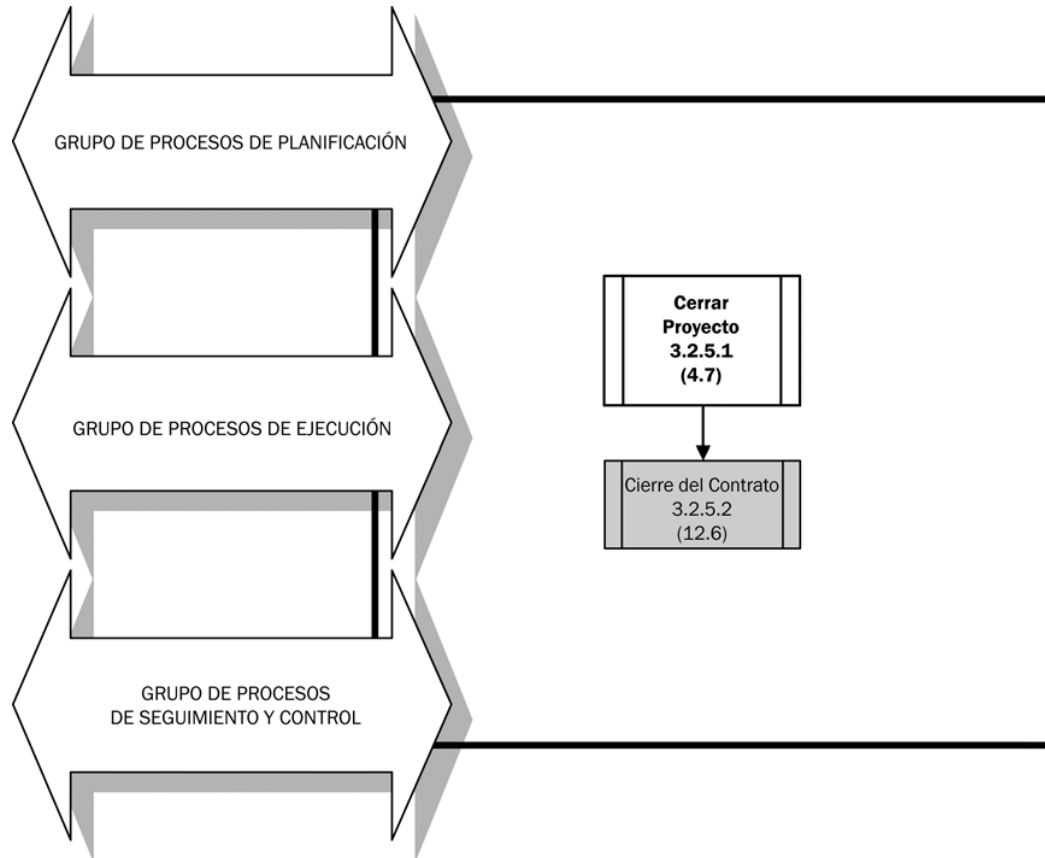 GRUPO DE PROCESOS DE PLANIFICACIÓN
Cerrar
Proyecto
3.2.5.1
(4.7)
GRUPO DE PROCESOS DE EJECUCIÓN
Cierre del Contrato
3.2.5.2
(12.6)
GRUPO DE PROCESOS
DE SEGUIMIENTO Y CONTROL